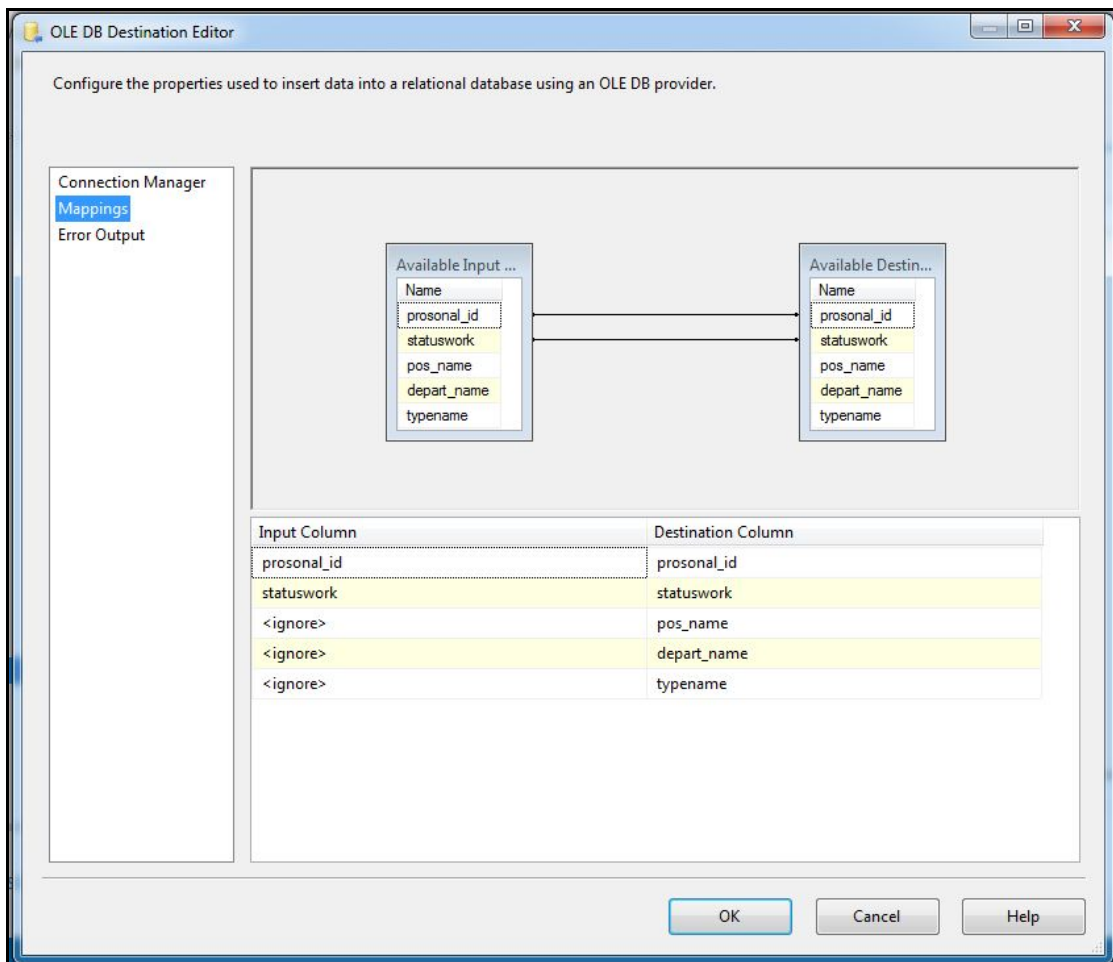 OLE DB Destination Editor
Configure the properties used to insert data into a relational database using an OLE DB provider.
Connection Manager
Mappings
Error Output
Available Input ...
Name
prosonal_id
statuswork
pos_name
depart_name
typename
Available Destin...
Name
prosonal_id
statuswork
pos_name
depart_name
typename
Input Column Destination Column
prosonal_id prosonal_id
statuswork statuswork
<ignore> pos_name
<ignore> depart_name
<ignore> typename
OK Cancel Help